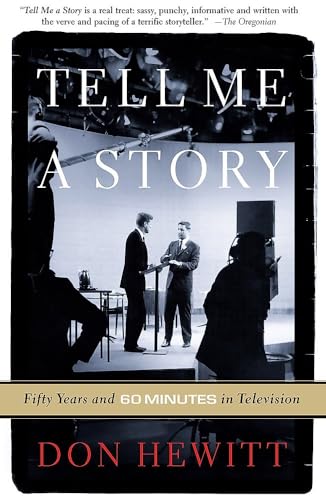 "Tell Me a Story is a real treat: sassy, punchy, informative and written with
the verve and pacing of a terrific storyteller." —The Oregonian
TELL ME
A STORY
Fifty Years and 60 MINUTES in Television
DON HEWITT